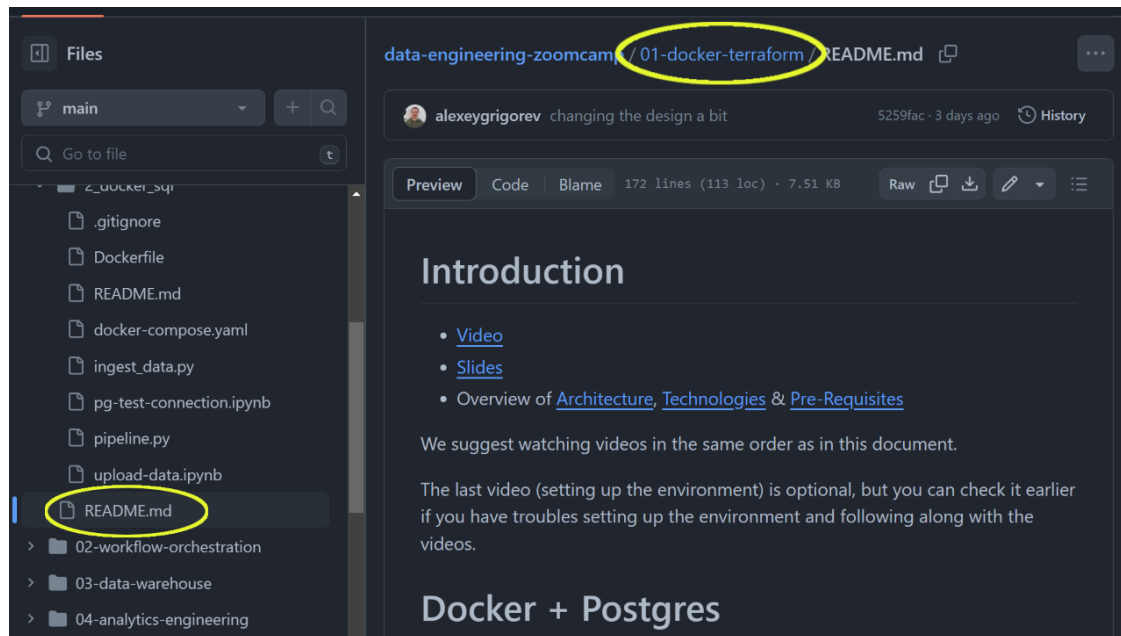 Files
main
Go to file
t
2_docker_sql
.gitignore
Dockerfile
README.md
docker-compose.yaml
ingest_data.py
pg-test-connection.ipynb
pipeline.py
upload-data.ipynb
README.md
02-workflow-orchestration
03-data-warehouse
04-analytics-engineering
data-engineering-zoomcamp / 01-docker-terraform / README.md
alexeygrigorev changing the design a bit 5259fac · 3 days ago History
Preview Code Blame 172 lines (113 loc) · 7.51 KB Raw
Introduction
• Video
• Slides
• Overview of Architecture, Technologies & Pre-Requisites
We suggest watching videos in the same order as in this document.
The last video (setting up the environment) is optional, but you can check it earlier
if you have troubles setting up the environment and following along with the
videos.
Docker + Postgres